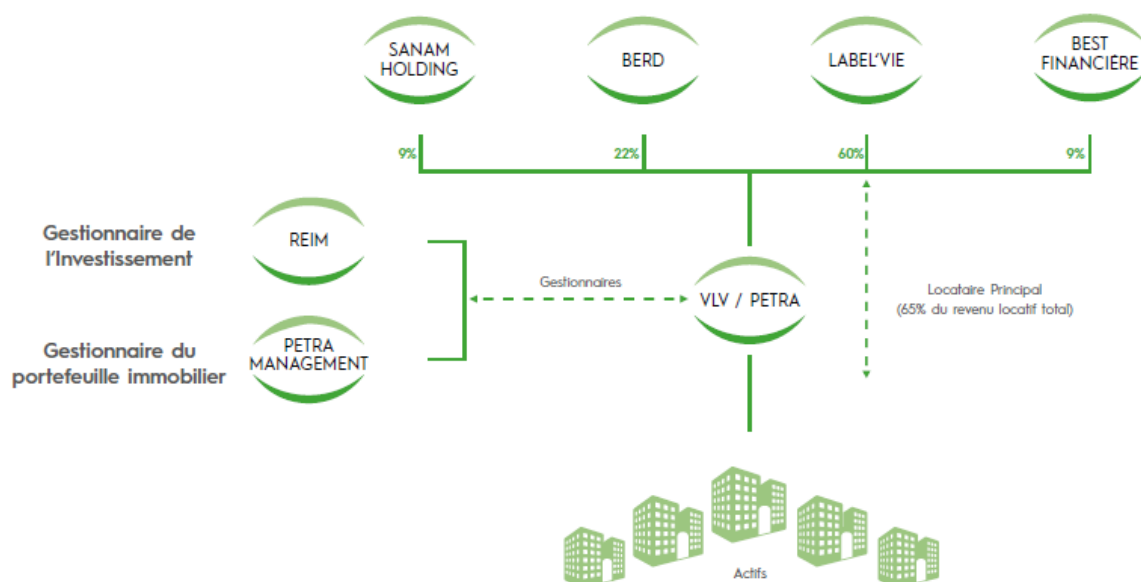 SANAM
HOLDING
BERD
LABEL'VIE
BEST
FINANCIÈRE
9%
22%
60%
9%
Gestionnaire de
l'Investissement
REIM
Gestionnaires
VLV / PETRA
Locataire Principal
(65% du revenu locatif total)
Gestionnaire du
portefeuille immobilier
PETRA
MANAGEMENT
Actifs